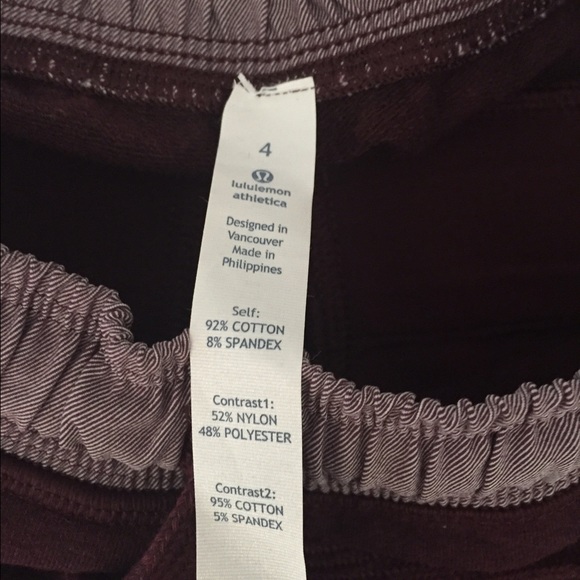 4
lululemon
athletica
Designed in
Vancouver
Made in
Philippines
Self:
92% COTTON
8% SPANDEX
Contrast1:
52% NYLON
48% POLYESTER
Contrast2:
95% COTTON
5% SPANDEX